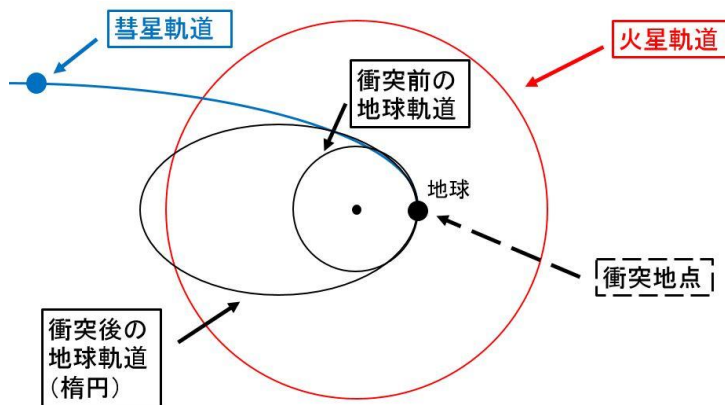 彗星軌道
火星軌道
衝突前の
地球軌道
地球
衝突地点
衝突後の
地球軌道
(楕円)